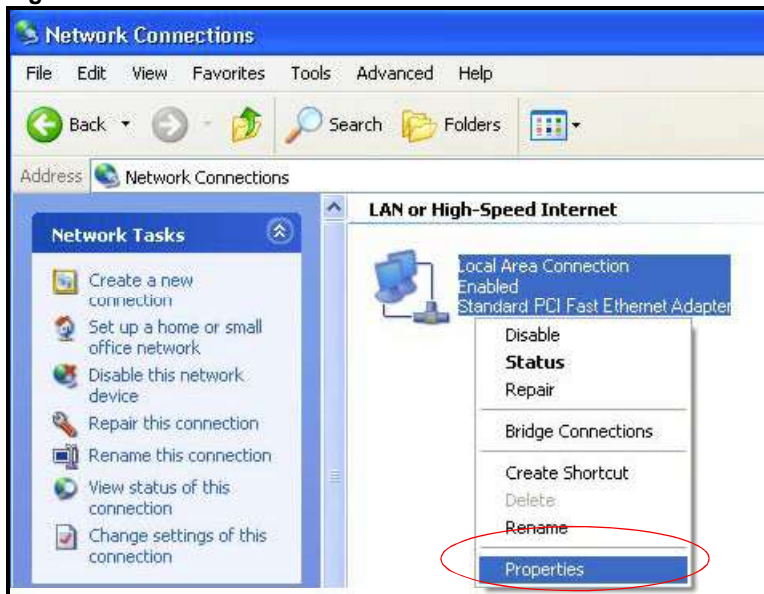 Network Connections
File Edit View Favorites Tools Advanced Help
Back Search Folders
Address Network Connections
Network Tasks
Create a new
connection
Set up a home or small
office network
Disable this network
device
Repair this connection
Rename this connection
View status of this
connection
Change settings of this
connection
LAN or High-Speed Internet
Local Area Connection
Enabled
Standard PCI Fast Ethernet Adapter
Disable
Status
Repair
Bridge Connections
Create Shortcut
Delete
Rename
Properties